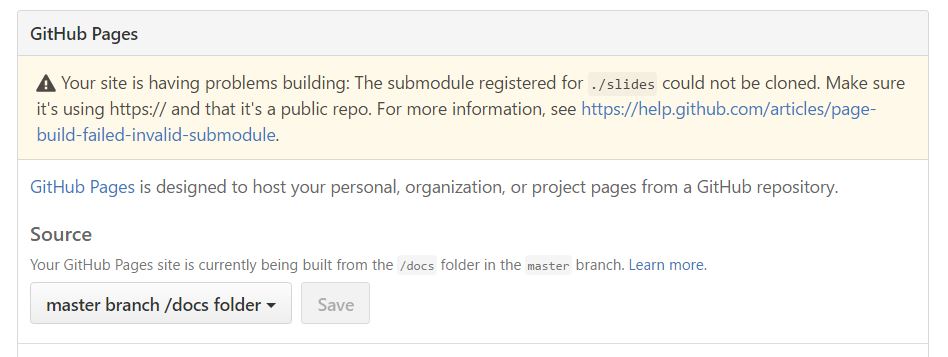 GitHub Pages
Your site is having problems building: The submodule registered for ./slides could not be cloned. Make sure
it's using https:// and that it's a public repo. For more information, see https://help.github.com/articles/page-
build-failed-invalid-submodule.
GitHub Pages is designed to host your personal, organization, or project pages from a GitHub repository.
Source
Your GitHub Pages site is currently being built from the /docs folder in the master branch. Learn more.
master branch /docs folder Save